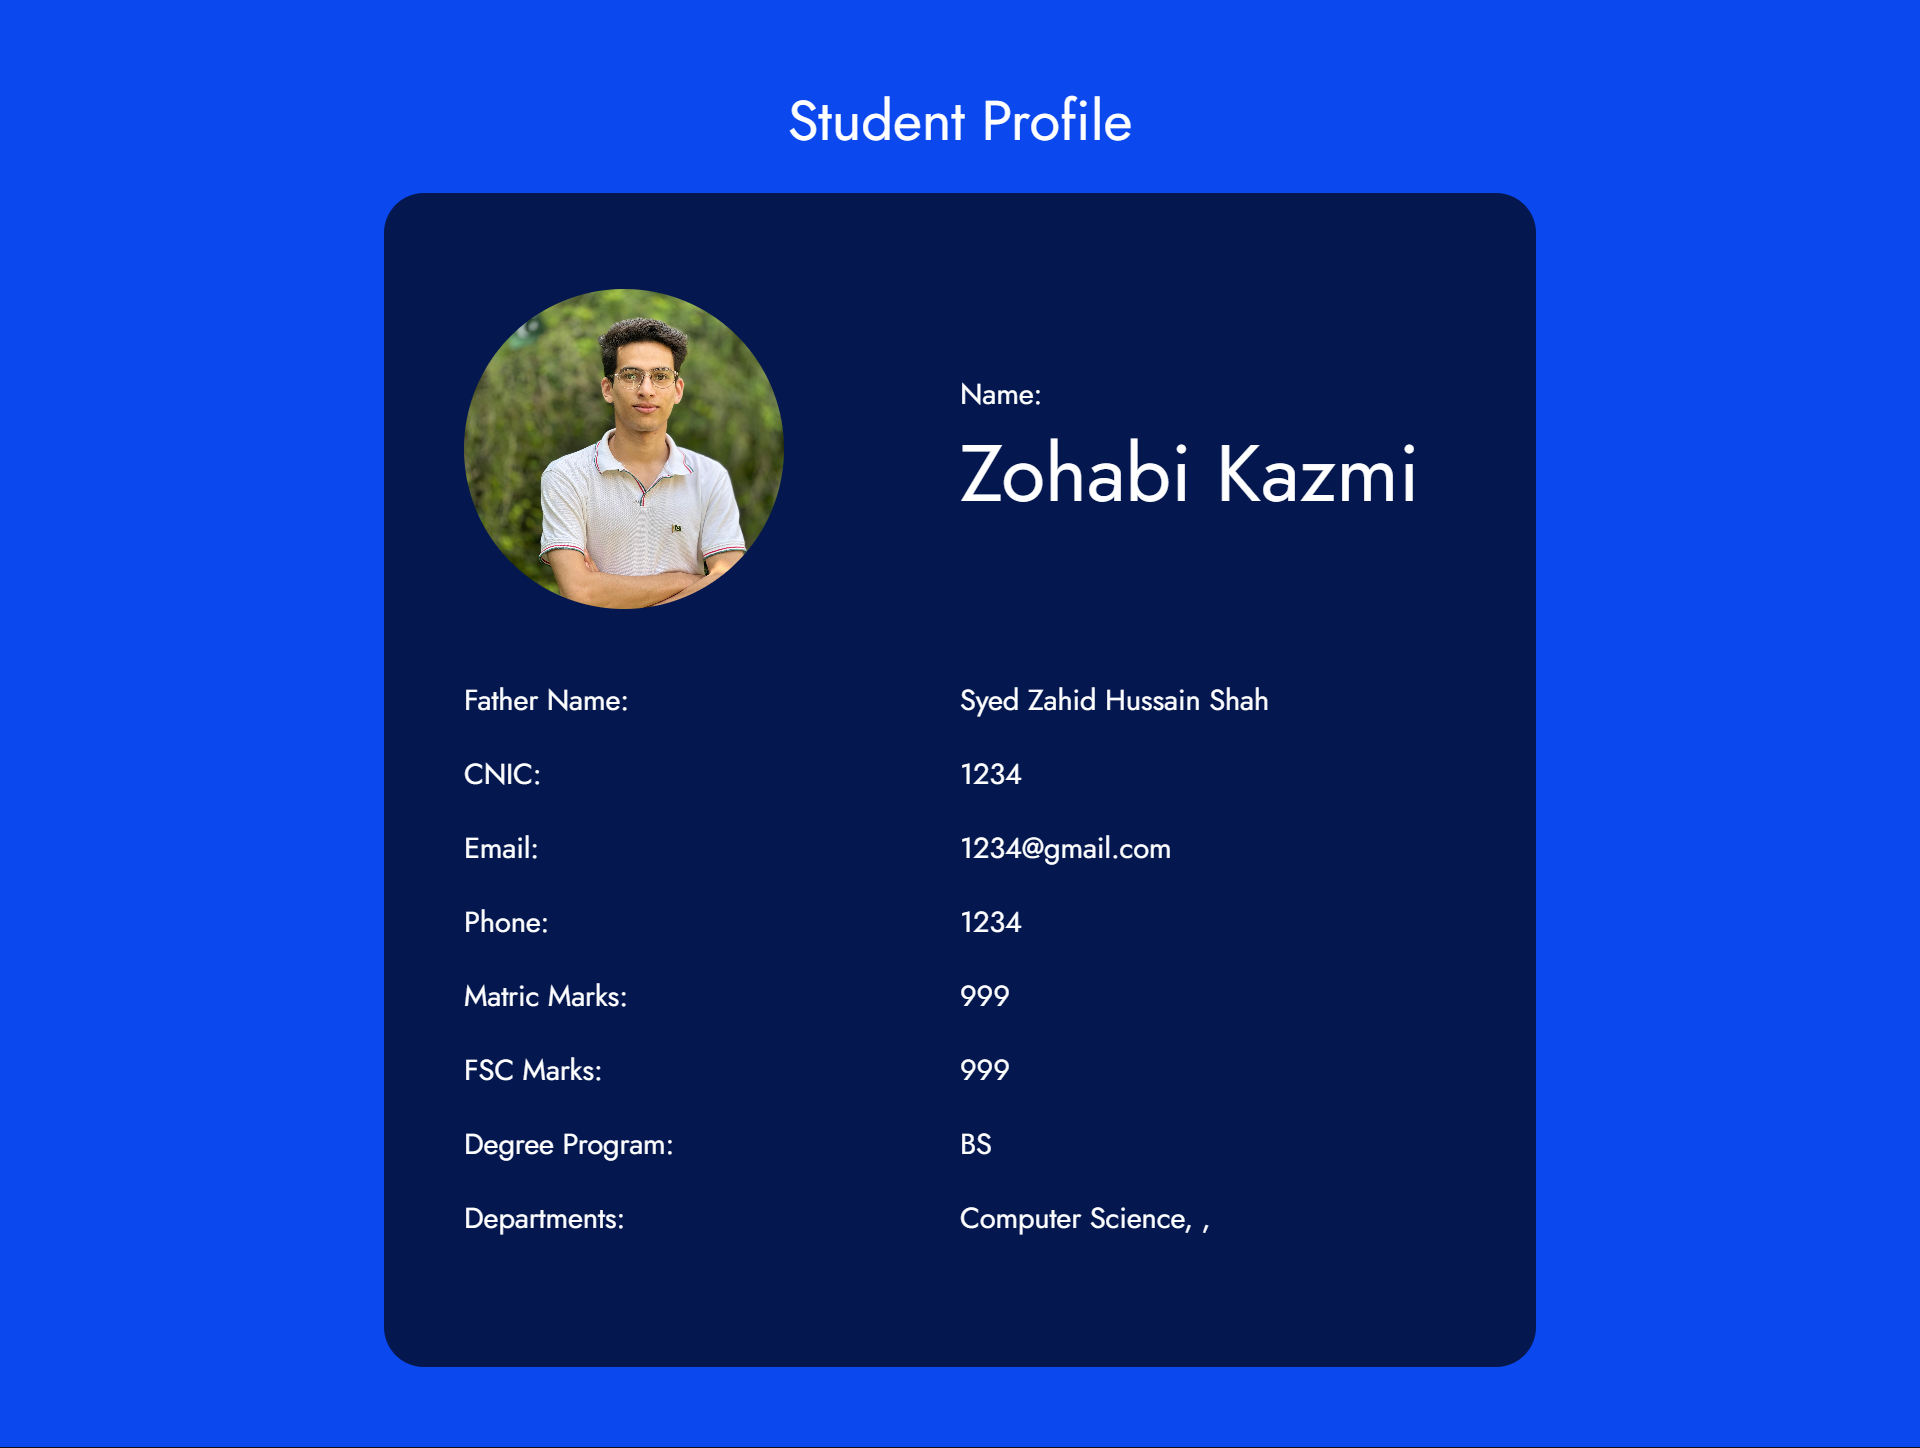 Student Profile
Name:
Zohabi Kazmi
Father Name: Syed Zahid Hussain Shah
CNIC: 1234
Email: 1234@gmail.com
Phone: 1234
Matric Marks: 999
FSC Marks: 999
Degree Program: BS
Departments: Computer Science, ,